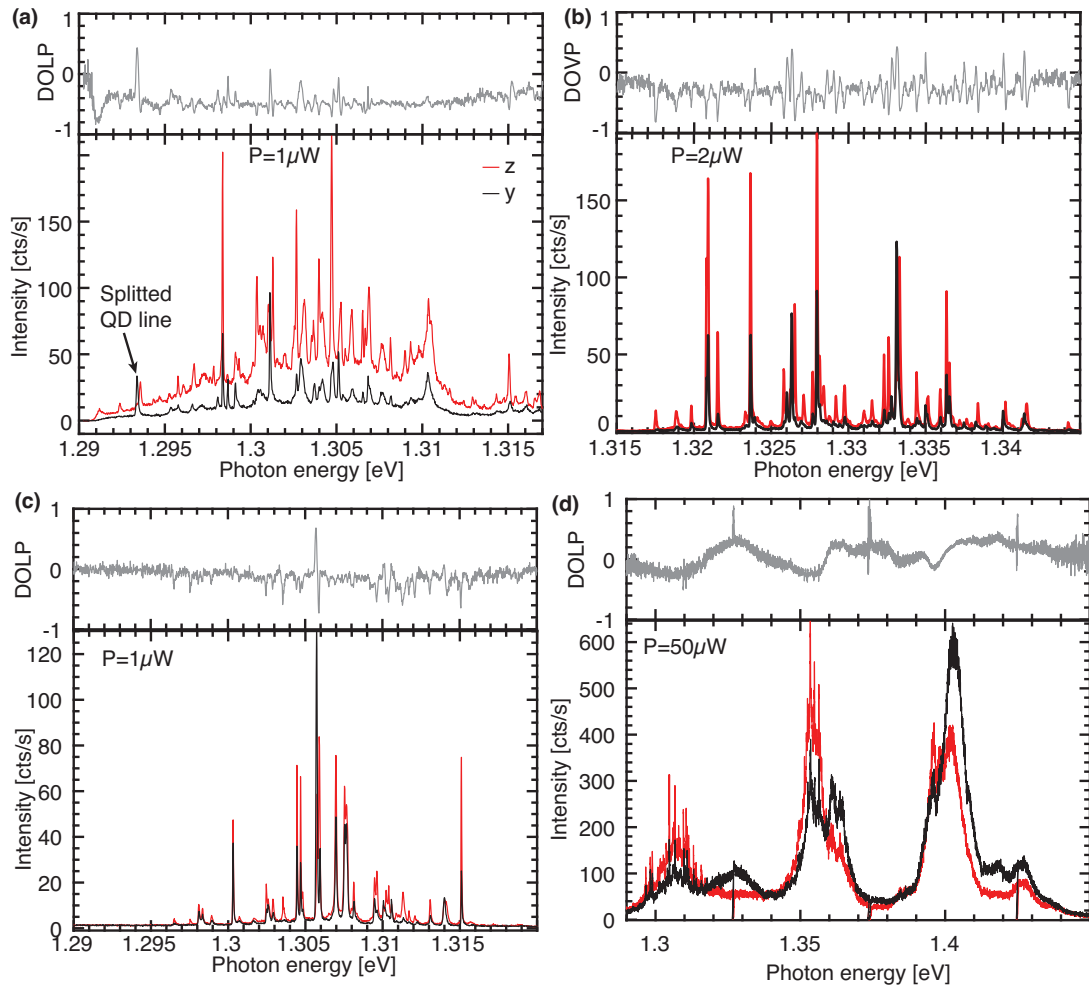 (a)
DOLP
0
-1
P=1µW
z
y
Intensity [cts/s]
200
150
100
50
0
Splitted
QD line
1.29
1.295
1.3
1.305
1.31
1.315
Photon energy [eV]
(b)
DOVP
1
0
-1
P=2µW
Intensity [cts/s]
150
100
50
0
1.315
1.32
1.33
1.33
1.336
1.34
Photon energy [eV]
(c)
DOLP
1
0
-1
P=1µW
Intensity [cts/s]
120
100
80
60
40
20
0
1.29
1.295
1.3
1.305
1.31
1.315
Photon energy [eV]
(d)
DOLP
1
0
-1
P=50µW
Intensity [cts/s]
600
500
400
300
200
100
0
1.3
1.35
1.4
Photon energy [eV]